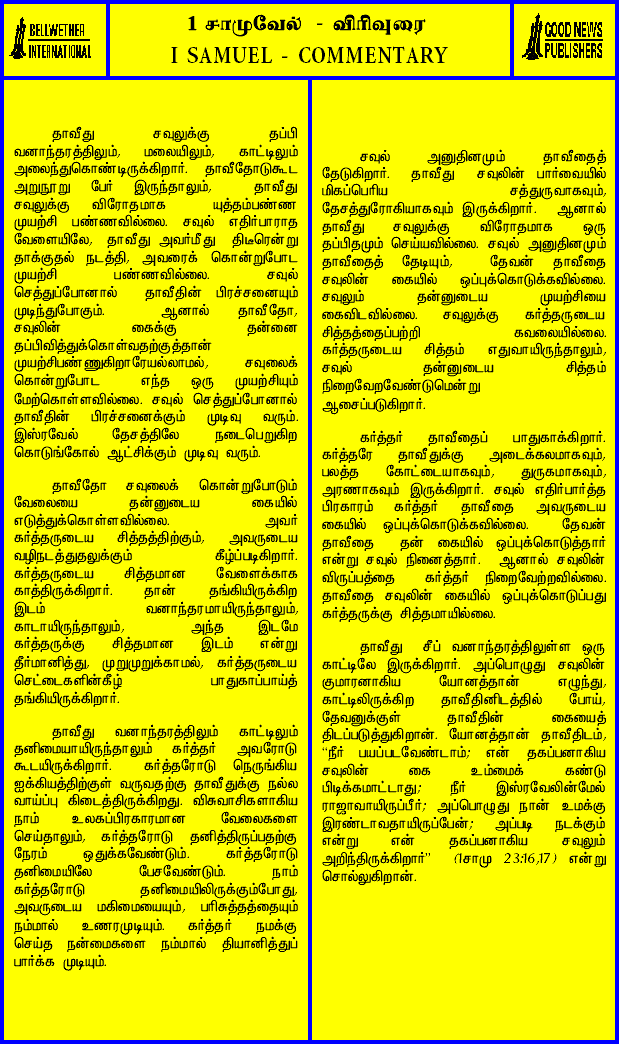 BELLWETHER
INTERNATIONAL
1 சாமுவேல் - விரிவுரை
I SAMUEL - COMMENTARY
GOOD NEWS
PUBLISHERS
தாவீது சவுலுக்கு தப்பி
வனாந்தரத்திலும், மலையிலும், காட்டிலும்
அலைந்துகொண்டிருக்கிறார். தாவீதோடுகூட
அறுநூறு பேர் இருந்தாலும், தாவீது
சவுலுக்கு விரோதமாக யுத்தம்பண்ண
முயற்சி பண்ணவில்லை. சவுல் எதிர்பாராத
வேளையிலே, தாவீது அவர்மீது திடீரென்று
தாக்குதல் நடத்தி, அவரைக் கொன்றுபோட
முயற்சி பண்ணவில்லை. சவுல்
செத்துப்போனால் தாவீதின் பிரச்சனையும்
முடிந்துபோகும். ஆனால் தாவீதோ,
சவுலின் கைக்கு தன்னை
தப்பிவித்துக்கொள்வதற்குத்தான்
முயற்சிபண்ணுகிறாரேயல்லாமல், சவுலைக்
கொன்றுபோட எந்த ஒரு முயற்சியும்
மேற்கொள்ளவில்லை. சவுல் செத்துப்போனால்
தாவீதின் பிரச்சனைக்கும் முடிவு வரும்.
இஸ்ரவேல் தேசத்திலே நடைபெறுகிற
கொடுங்கோல் ஆட்சிக்கும் முடிவு வரும்.
தாவீதோ சவுலைக் கொன்றுபோடும்
வேலையை தன்னுடைய கையில்
எடுத்துக்கொள்ளவில்லை. அவர்
கர்த்தருடைய சித்தத்திற்கும், அவருடைய
வழிநடத்துதலுக்கும் கீழ்ப்படிகிறார்.
கர்த்தருடைய சித்தமான வேளைக்காக
காத்திருக்கிறார். தான் தங்கியிருக்கிற
இடம் வனாந்தரமாயிருந்தாலும்,
காடாயிருந்தாலும், அந்த இடமே
கர்த்தருக்கு சித்தமான இடம் என்று
தீர்மானித்து, முறுமுறுக்காமல், கர்த்தருடைய
செட்டைகளின்கீழ் பாதுகாப்பாய்த்
தங்கியிருக்கிறார்.
தாவீது வனாந்தரத்திலும் காட்டிலும்
தனிமையாயிருந்தாலும் கர்த்தர் அவரோடு
கூடயிருக்கிறார். கர்த்தரோடு நெருங்கிய
ஐக்கியத்திற்குள் வருவதற்கு தாவீதுக்கு நல்ல
வாய்ப்பு கிடைத்திருக்கிறது. விசுவாசிகளாகிய
நாம் உலகப்பிரகாரமான வேலைகளை
செய்தாலும், கர்த்தரோடு தனித்திருப்பதற்கு
நேரம் ஒதுக்கவேண்டும். கர்த்தரோடு
தனிமையிலே பேசவேண்டும். நாம்
கர்த்தரோடு தனிமையிலிருக்கும்போது,
அவருடைய மகிமையையும், பரிசுத்தத்தையும்
நம்மால் உணரமுடியும். கர்த்தர் நமக்கு
செய்த நன்மைகளை நம்மால் தியானித்துப்
பார்க்க முடியும்.
சவுல் அனுதினமும் தாவீதைத்
தேடுகிறார். தாவீது சவுலின் பார்வையில்
மிகப்பெரிய சத்துருவாகவும்,
தேசத்துரோகியாகவும் இருக்கிறார். ஆனால்
தாவீது சவுலுக்கு விரோதமாக ஒரு
தப்பிதமும் செய்யவில்லை. சவுல் அனுதினமும்
தாவீதைத் தேடியும், தேவன் தாவீதை
சவுலின் கையில் ஒப்புக்கொடுக்கவில்லை.
சவுலும் தன்னுடைய முயற்சியை
கைவிடவில்லை. சவுலுக்கு கர்த்தருடைய
சித்தத்தைப்பற்றி கவலையில்லை.
கர்த்தருடைய சித்தம் எதுவாயிருந்தாலும்,
சவுல் தன்னுடைய சித்தம்
நிறைவேறவேண்டுமென்று
ஆசைப்படுகிறார்.
கர்த்தர் தாவீதைப் பாதுகாக்கிறார்.
கர்த்தரே தாவீதுக்கு அடைக்கலமாகவும்,
பலத்த கோட்டையாகவும், துருகமாகவும்,
அரணாகவும் இருக்கிறார். சவுல் எதிர்பார்த்த
பிரகாரம் கர்த்தர் தாவீதை அவருடைய
கையில் ஒப்புக்கொடுக்கவில்லை. தேவன்
தாவீதை தன் கையில் ஒப்புக்கொடுத்தார்
என்று சவுல் நினைத்தார். ஆனால் சவுலின்
விருப்பத்தை கர்த்தர் நிறைவேற்றவில்லை.
தாவீதை சவுலின் கையில் ஒப்புக்கொடுப்பது
கர்த்தருக்கு சித்தமாயில்லை.
தாவீது சீப் வனாந்தரத்திலுள்ள ஒரு
காட்டிலே இருக்கிறார். அப்பொழுது சவுலின்
குமாரனாகிய யோனத்தான் எழுந்து,
காட்டிலிருக்கிற தாவீதினிடத்தில் போய்,
தேவனுக்குள் தாவீதின் கையைத்
திடப்படுத்துகிறான். யோனத்தான் தாவீதிடம்,
“நீர் பயப்படவேண்டாம்; என் தகப்பனாகிய
சவுலின் கை உம்மைக் கண்டு
பிடிக்கமாட்டாது; நீர் இஸ்ரவேலின்மேல்
ராஜாவாயிருப்பீர்; அப்பொழுது நான் உமக்கு
இரண்டாவதாயிருப்பேன்; அப்படி நடக்கும்
என்று என் தகப்பனாகிய சவுலும்
அறிந்திருக்கிறார்” (1சாமு 23:16,17) என்று
சொல்லுகிறான்.